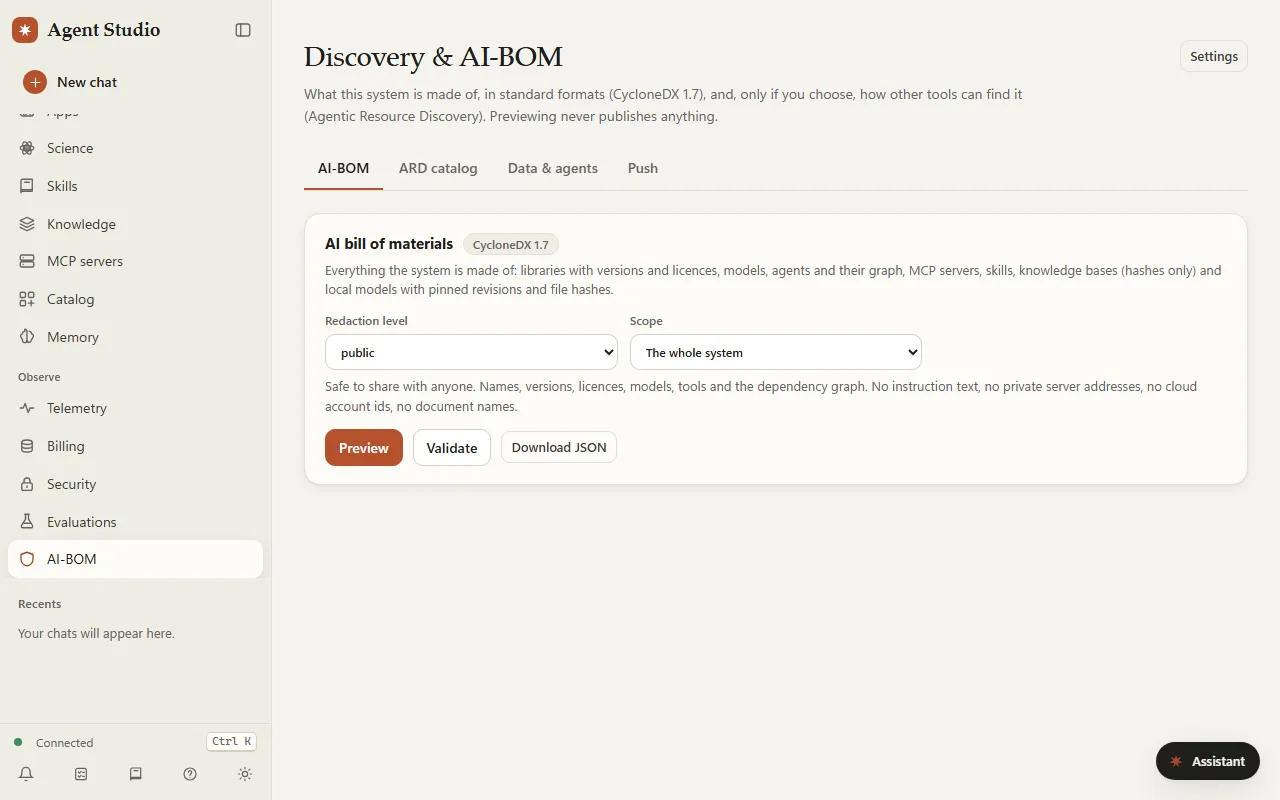 Agent Studio
New chat
Apps
Science
Skills
Knowledge
MCP servers
Catalog
Memory
Observe
Telemetry
Billing
Security
Evaluations
AI-BOM
Recents
Your chats will appear here.
Connected
Ctrl K
Discovery & AI-BOM
Settings
What this system is made of, in standard formats (CycloneDX 1.7), and, only if you choose, how other tools can find it
(Agentic Resource Discovery). Previewing never publishes anything.
AI-BOM
ARD catalog
Data & agents
Push
AI bill of materials
CycloneDX 1.7
Everything the system is made of: libraries with versions and licences, models, agents and their graph, MCP servers, skills, knowledge bases (hashes only) and
local models with pinned revisions and file hashes.
Redaction level
Scope
public
The whole system
Safe to share with anyone. Names, versions, licences, models, tools and the dependency graph. No instruction text, no private server addresses, no cloud
account ids, no document names.
Preview
Validate
Download JSON
Assistant